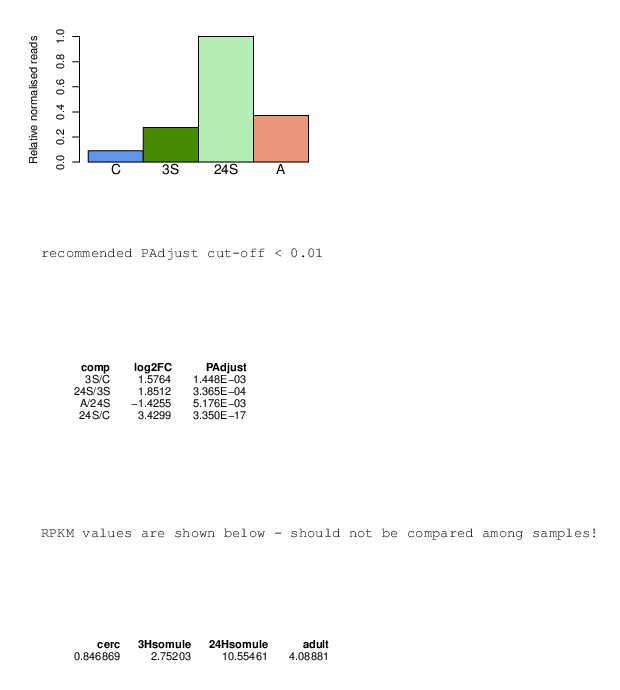 Relative normalised reads
1.0
0.8
0.6
0.4
0.2
0.0
C 3S 24S A
recommended PAdjust cut-off < 0.01
comp log2FC PAdjust
3S/C 1.5764 1.448E−03
24S/3S 1.8512 3.365E−04
A/24S −1.4255 5.176E−03
24S/C 3.4299 3.350E−17
RPKM values are shown below - should not be compared among samples!
cerc 3Hsomule 24Hsomule adult
0.846869 2.75203 10.55461 4.08881